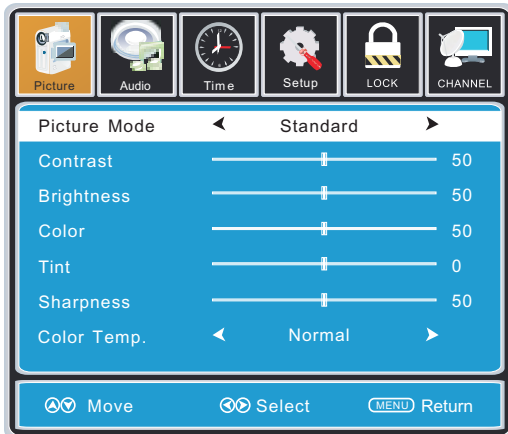 Picture Audio Time Setup LOCK CHANNEL
Picture Mode Standard
Contrast 50
Brightness 50
Color 50
Tint 0
Sharpness 50
Color Temp. Normal
Move Select MENU Return